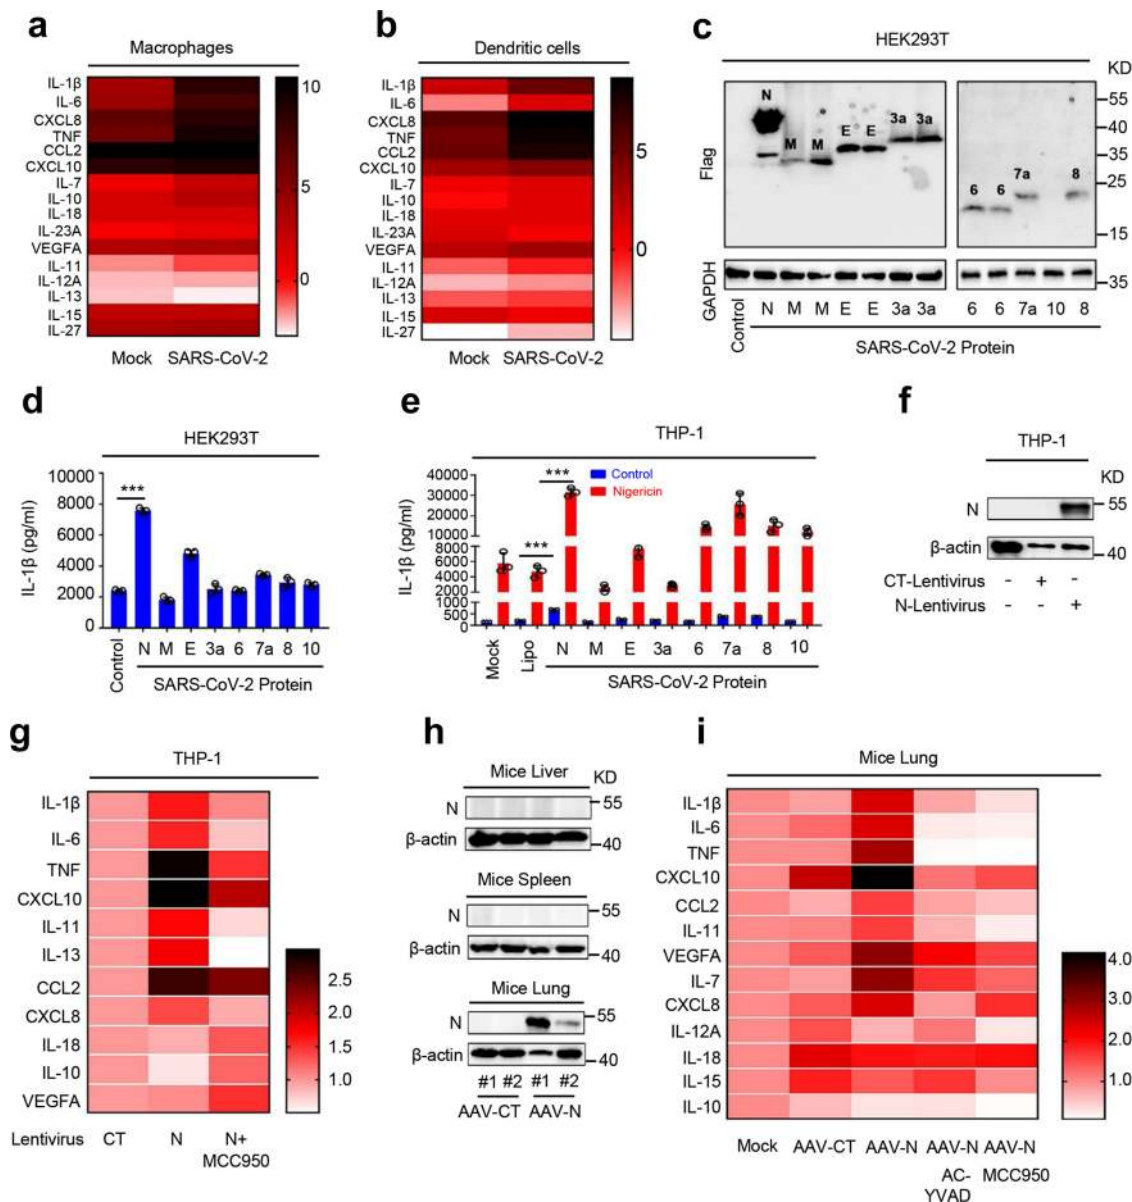 a
Macrophages
IL-1β
IL-6
CXCL8
TNF
CCL2
CXCL10
IL-7
IL-10
IL-18
IL-23A
VEGFA
IL-11
IL-12A
IL-13
IL-15
IL-27
10
5
0
Mock SARS-CoV-2
b
Dendritic cells
IL-1β
IL-6
CXCL8
TNF
CCL2
CXCL10
IL-7
IL-10
IL-18
IL-23A
VEGFA
IL-11
IL-12A
IL-13
IL-15
IL-27
5
0
Mock SARS-CoV-2
c
HEK293T
KD
Flag
N
M M E E 3a 3a
6 6 7a 8
55
40
35
25
15
GAPDH
35
Control N M M E E 3a 3a 6 6 7a 10 8
SARS-CoV-2 Protein
d
HEK293T
IL-1β (pg/ml)
10000
8000
6000
4000
2000
0
***
Control N M E 3a 6 7a 8 10
SARS-CoV-2 Protein
e
THP-1
IL-1β (pg/ml)
40000
30000
20000
10000
8000
6000
4000
2000
1000
500
0
***
***
Control
Nigericin
Mock Lipo N M E 3a 6 7a 8 10
SARS-CoV-2 Protein
f
THP-1
KD
N 55
β-actin 40
CT-Lentivirus - + -
N-Lentivirus - - +
g
THP-1
IL-1β
IL-6
TNF
CXCL10
IL-11
IL-13
CCL2
CXCL8
IL-18
IL-10
VEGFA
2.5
2.0
1.5
1.0
Lentivirus CT N N+
MCC950
h
Mice Liver KD
N 55
β-actin 40
Mice Spleen
N 55
β-actin 40
Mice Lung
N 55
β-actin 40
#1 #2 #1 #2
AAV-CT AAV-N
i
Mice Lung
IL-1β
IL-6
TNF
CXCL10
CCL2
IL-11
VEGFA
IL-7
CXCL8
IL-12A
IL-18
IL-15
IL-10
4.0
3.0
2.0
1.0
Mock AAV-CT AAV-N AAV-N AAV-N
AC- MCC950
YVAD